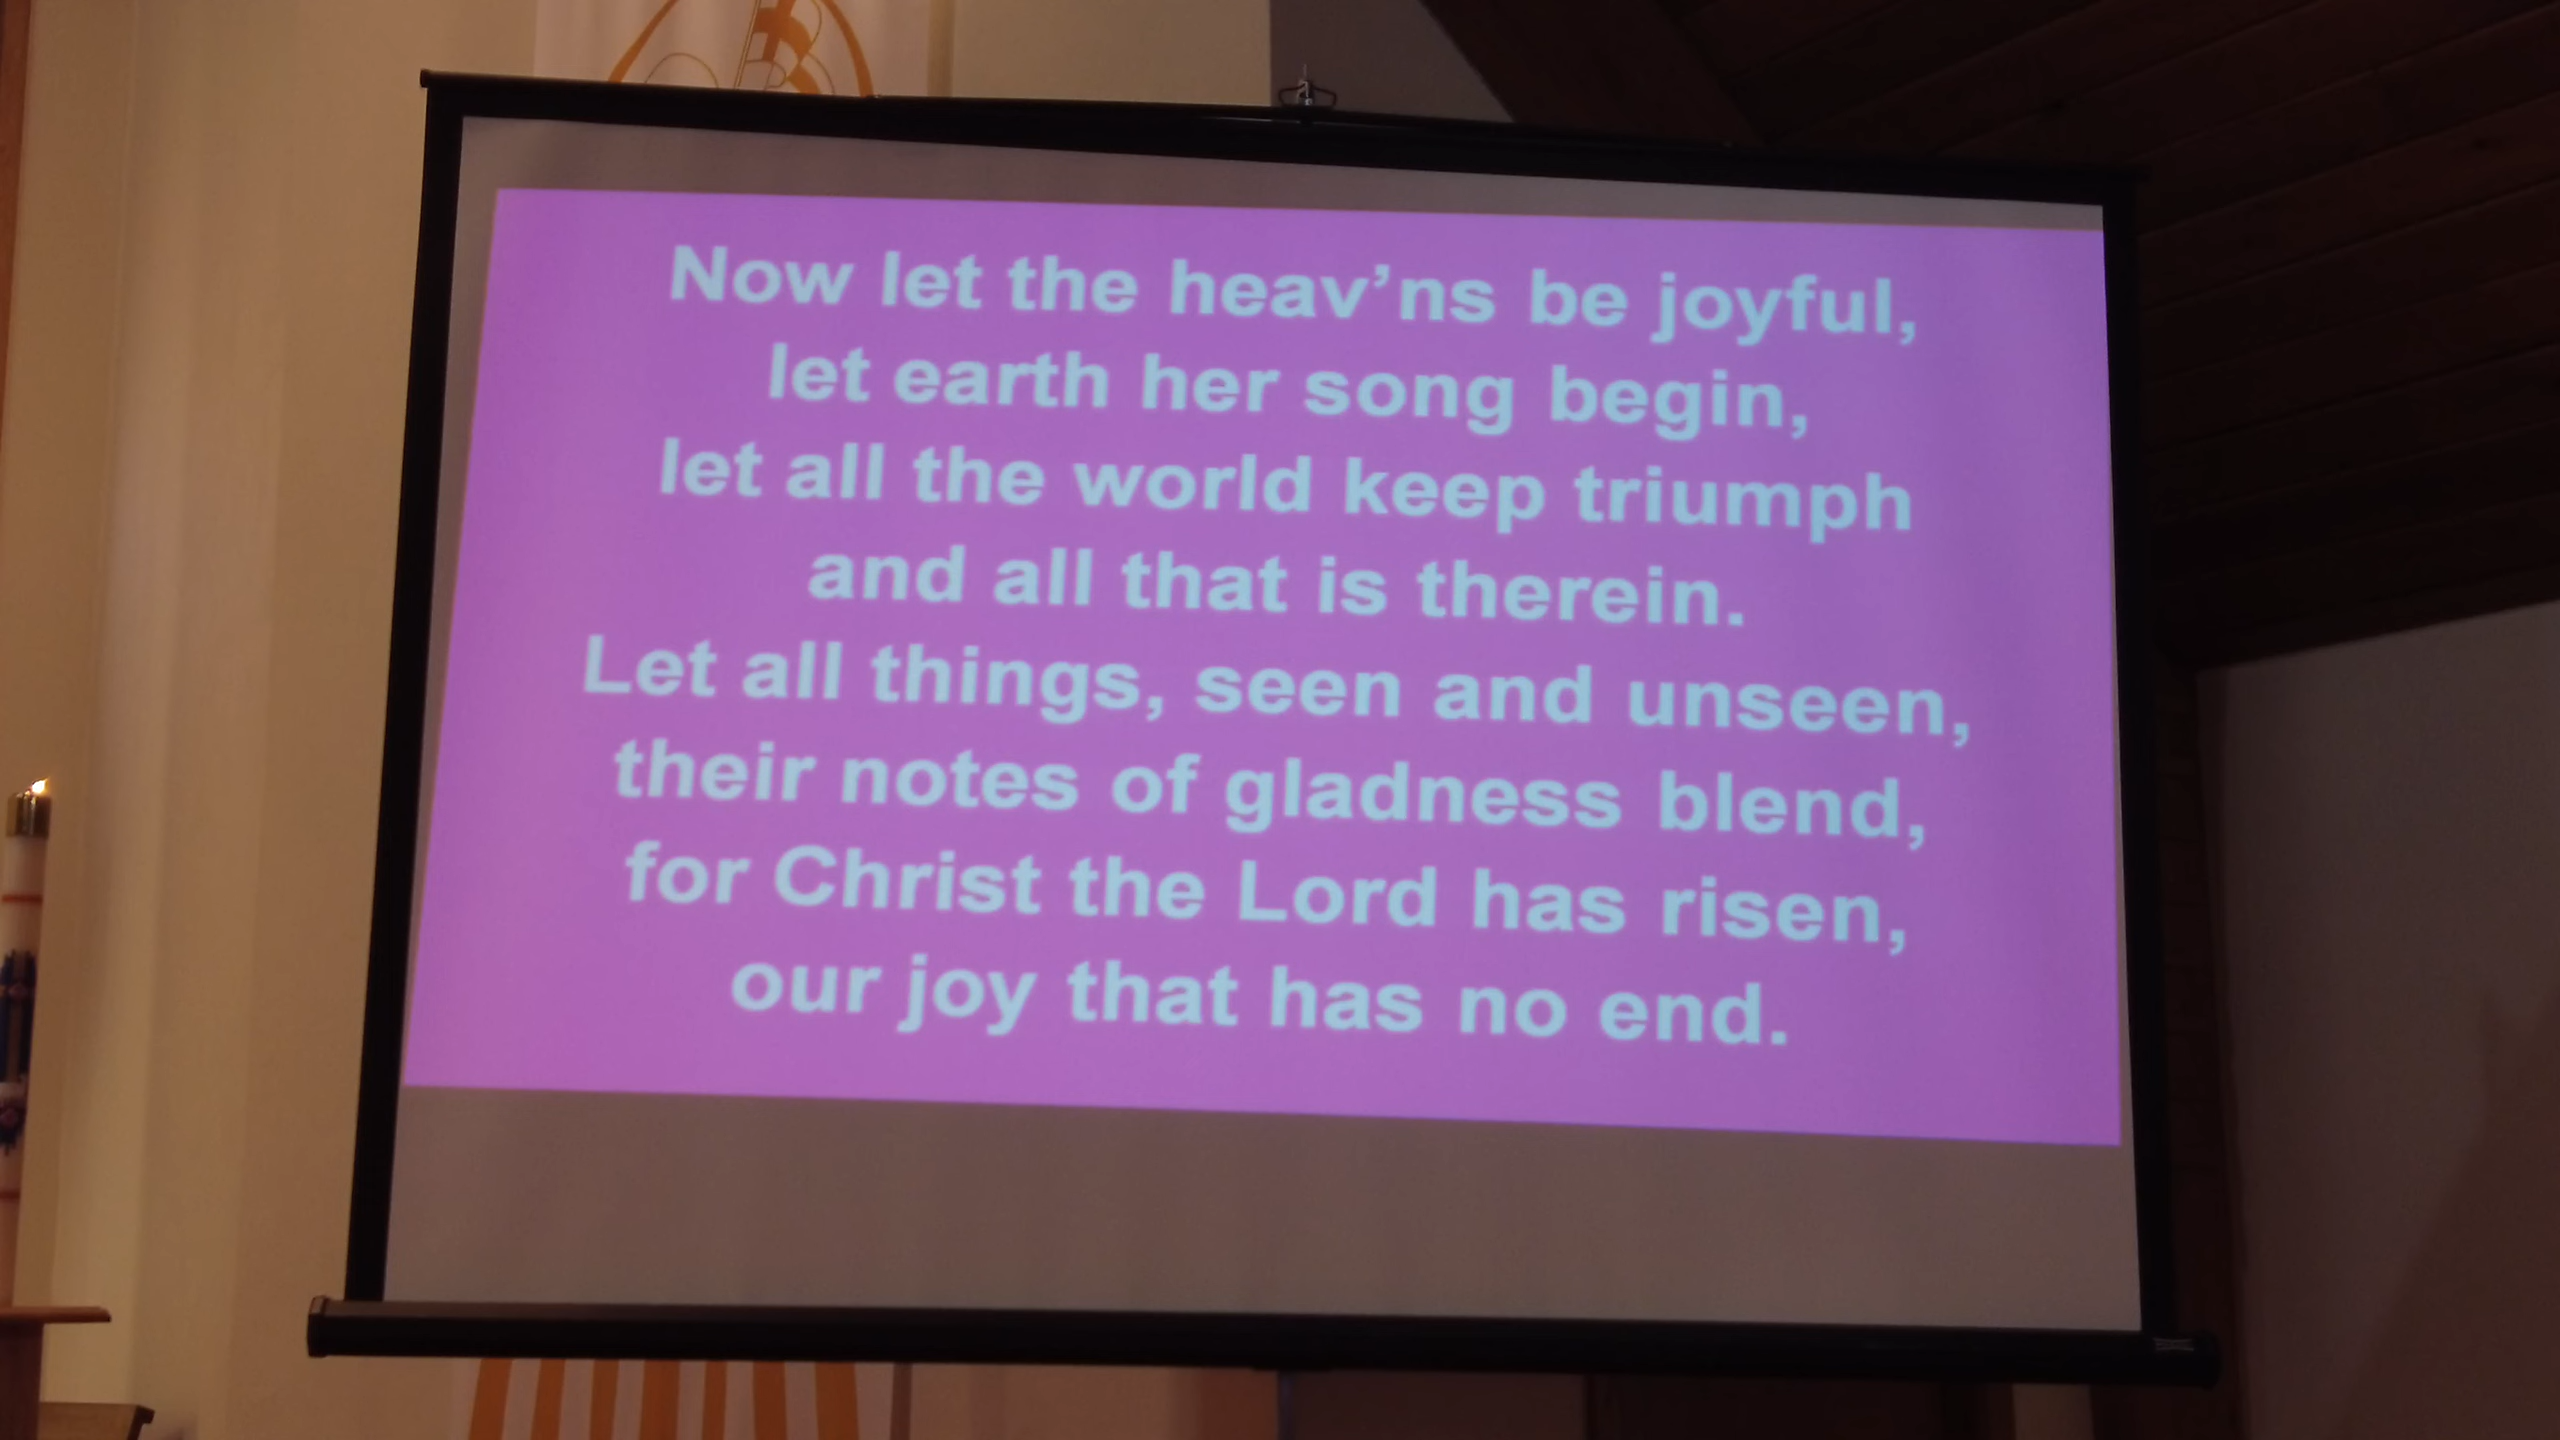 Now let the heav’ns be joyful,
let earth her song begin,
let all the world keep triumph
and all that is therein.
Let all things, seen and unseen,
their notes of gladness blend,
for Christ the Lord has risen,
our joy that has no end.